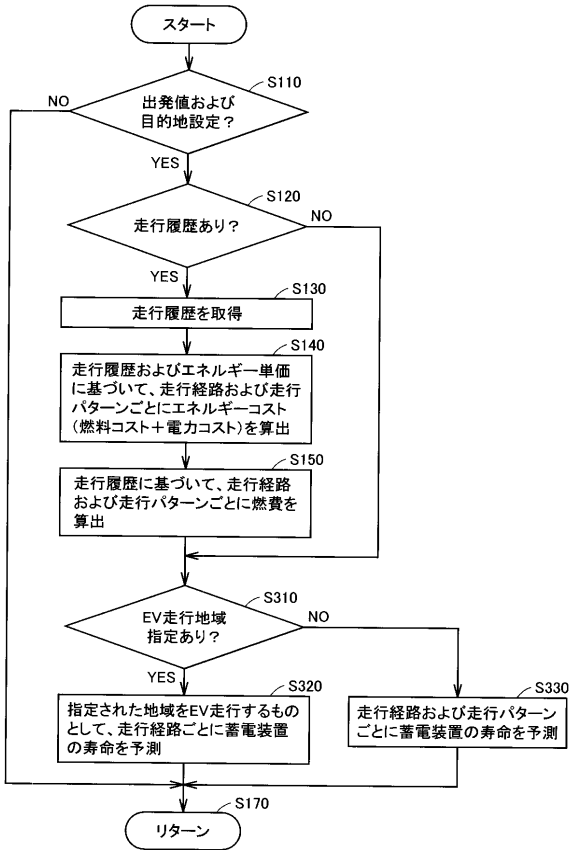 スタート
S110
出発値および
目的地設定？
NO
YES
S120
走行履歴あり？
NO
YES
S130
走行履歴を取得
S140
走行履歴およびエネルギー単価
に基づいて、走行経路および走行
パターンごとにエネルギーコスト
(燃料コスト＋電力コスト)を算出
S150
走行履歴に基づいて、走行経路
および走行パターンごとに燃費を
算出
S310
EV走行地域
指定あり？
NO
YES
S320
指定された地域をEV走行するもの
として、走行経路ごとに蓄電装置
の寿命を予測
S330
走行経路および走行パターン
ごとに蓄電装置の寿命を予測
S170
リターン